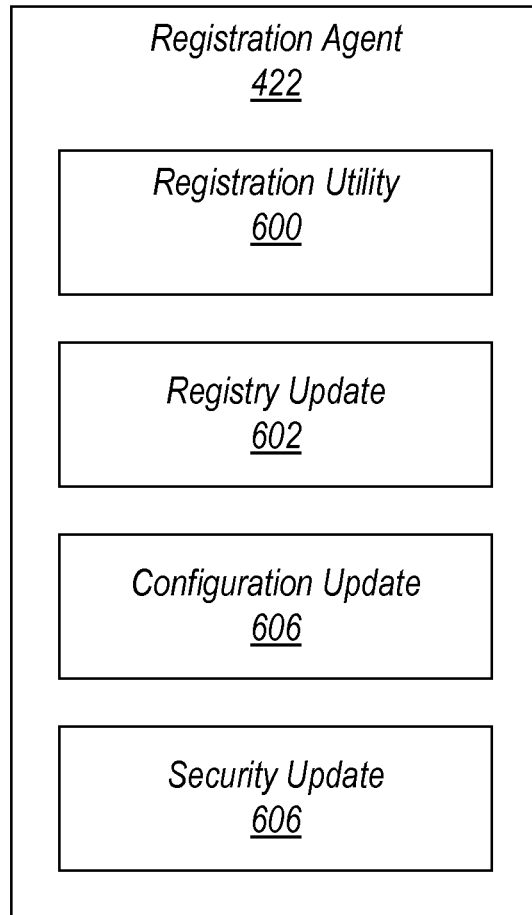 Registration Agent
422
Registration Utility
600
Registry Update
602
Configuration Update
606
Security Update
606